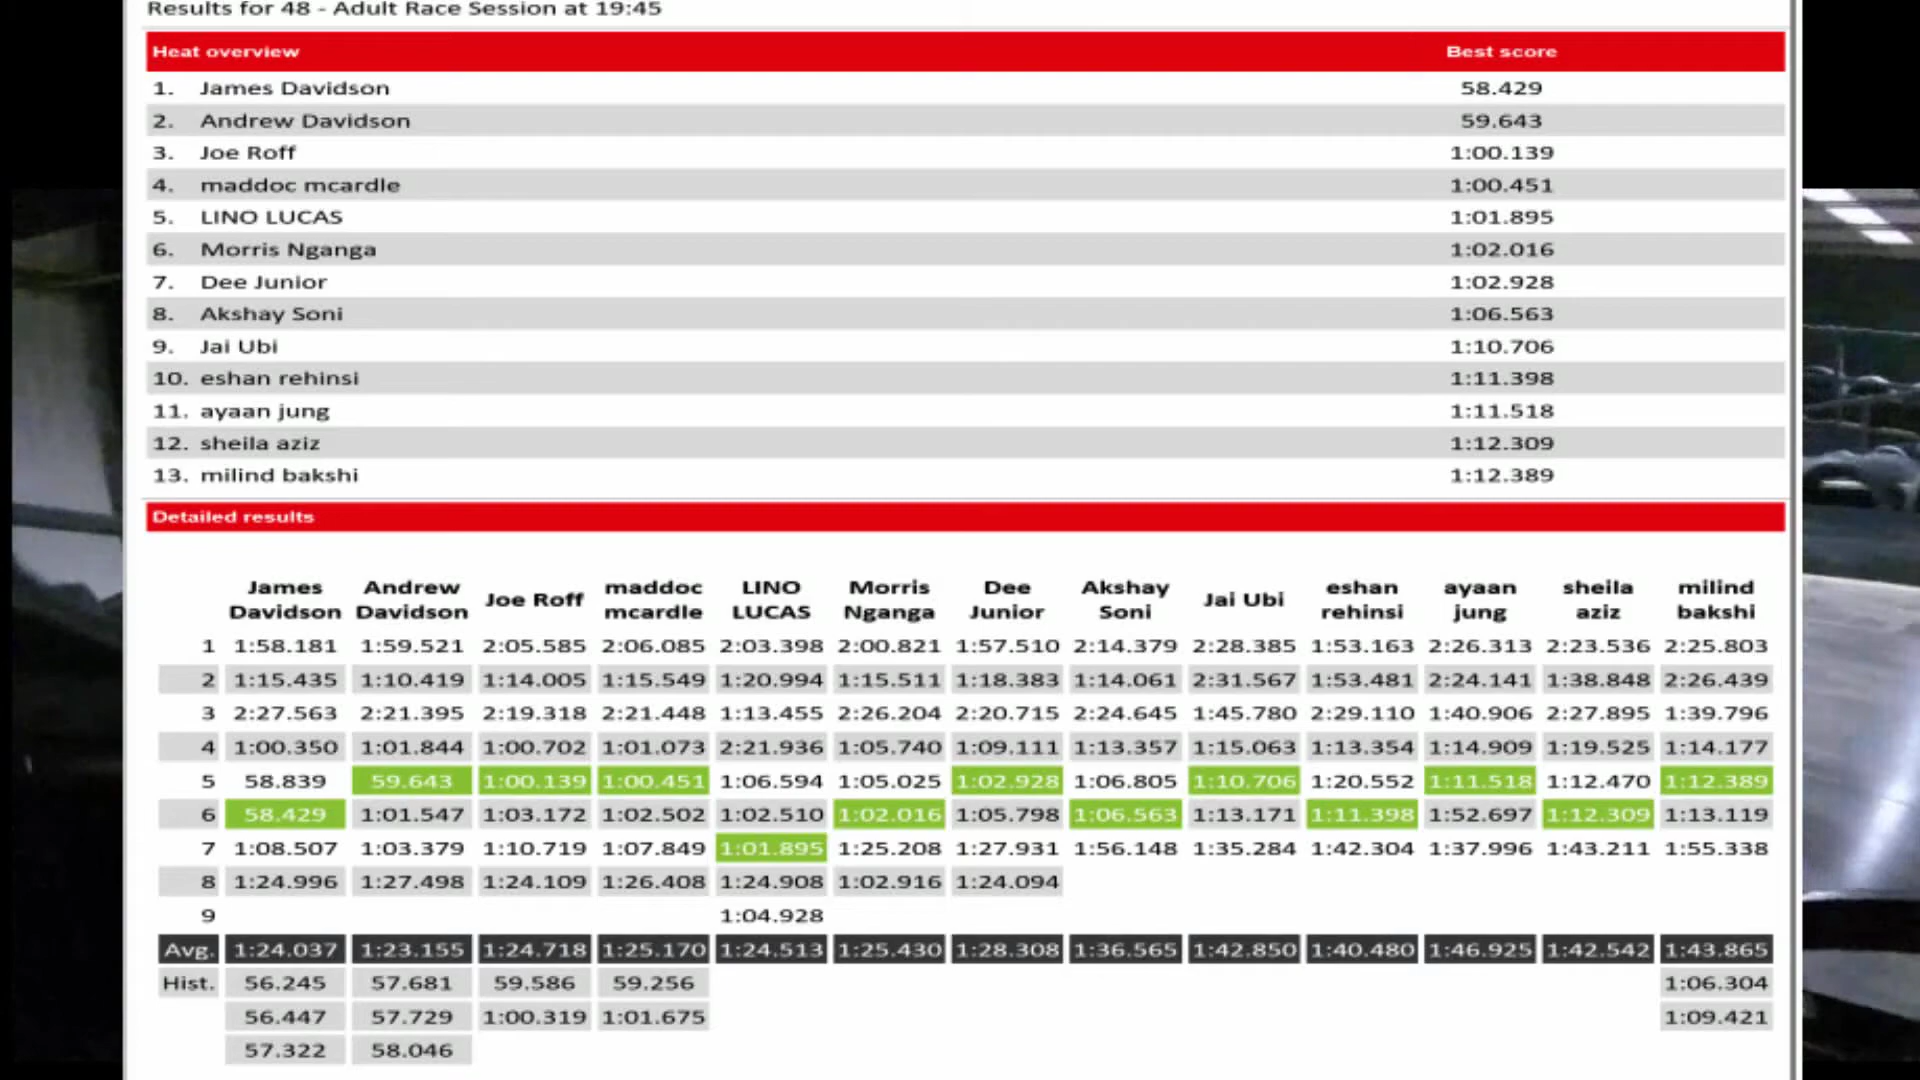 Results for 48 - Adult Race Session at 19:45
Heat overview Best score
1. James Davidson 58.429
2. Andrew Davidson 59.643
3. Joe Roff 1:00.139
4. maddoc mcardle 1:00.451
5. LINO LUCAS 1:01.895
6. Morris Nganga 1:02.016
7. Dee Junior 1:02.928
8. Akshay Soni 1:06.563
9. Jai Ubi 1:10.706
10. eshan rehinsi 1:11.398
11. ayaan jung 1:11.518
12. sheila aziz 1:12.309
13. milind bakshi 1:12.389
Detailed results
James Davidson Andrew Davidson Joe Roff maddoc mcardle LINO LUCAS Morris Nganga Dee Junior Akshay Soni Jai Ubi eshan rehinsi ayaan jung sheila aziz milind bakshi
1 1:58.181 1:59.521 2:05.585 2:06.085 2:03.398 2:00.821 1:57.510 2:14.379 2:28.385 1:53.163 2:26.313 2:23.536 2:25.803
2 1:15.435 1:10.419 1:14.005 1:15.549 1:20.994 1:15.511 1:18.383 1:14.061 2:31.567 1:53.481 2:24.141 1:38.848 2:26.439
3 2:27.563 2:21.395 2:19.318 2:21.448 1:13.455 2:26.204 2:20.715 2:24.645 1:45.780 2:29.110 1:40.906 2:27.895 1:39.796
4 1:00.350 1:01.844 1:00.702 1:01.073 2:21.936 1:05.740 1:09.111 1:13.357 1:15.063 1:13.354 1:14.909 1:19.525 1:14.177
5 58.839 59.643 1:00.139 1:00.451 1:06.594 1:05.025 1:02.928 1:06.805 1:10.706 1:20.552 1:11.518 1:12.470 1:12.389
6 58.429 1:01.547 1:03.172 1:02.502 1:02.510 1:02.016 1:05.798 1:06.563 1:13.171 1:11.398 1:52.697 1:12.309 1:13.119
7 1:08.507 1:03.379 1:10.719 1:07.849 1:01.895 1:25.208 1:27.931 1:56.148 1:35.284 1:42.304 1:37.996 1:43.211 1:55.338
8 1:24.996 1:27.498 1:24.109 1:26.408 1:24.908 1:02.916 1:24.094
9 1:04.928
Avg. 1:24.037 1:23.155 1:24.718 1:25.170 1:24.513 1:25.430 1:28.308 1:36.565 1:42.850 1:40.480 1:46.925 1:42.542 1:43.865
Hist. 56.245 57.681 59.586 59.256 1:06.304
56.447 57.729 1:00.319 1:01.675 1:09.421
57.322 58.046